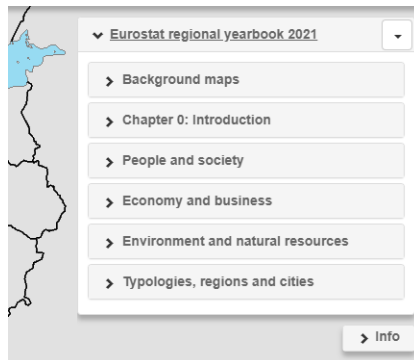 Eurostat regional yearbook 2021
Background maps
Chapter 0: Introduction
People and society
Economy and business
Environment and natural resources
Typologies, regions and cities
Info